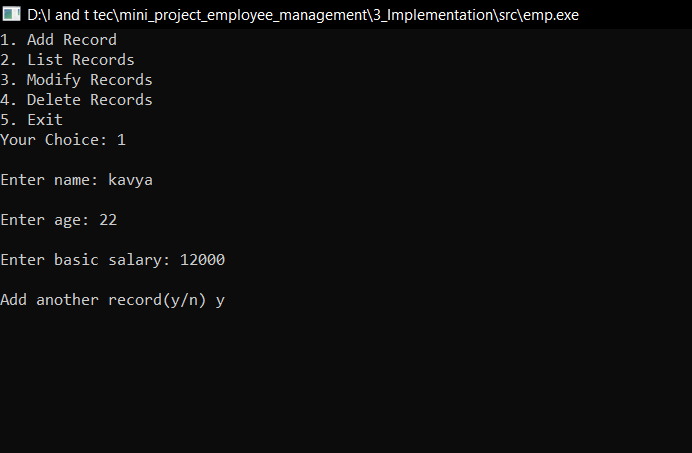 D:\l and t tec\mini_project_employee_management\3_Implementation\src\emp.exe
1. Add Record
2. List Records
3. Modify Records
4. Delete Records
5. Exit
Your Choice: 1
Enter name: kavya
Enter age: 22
Enter basic salary: 12000
Add another record(y/n) y